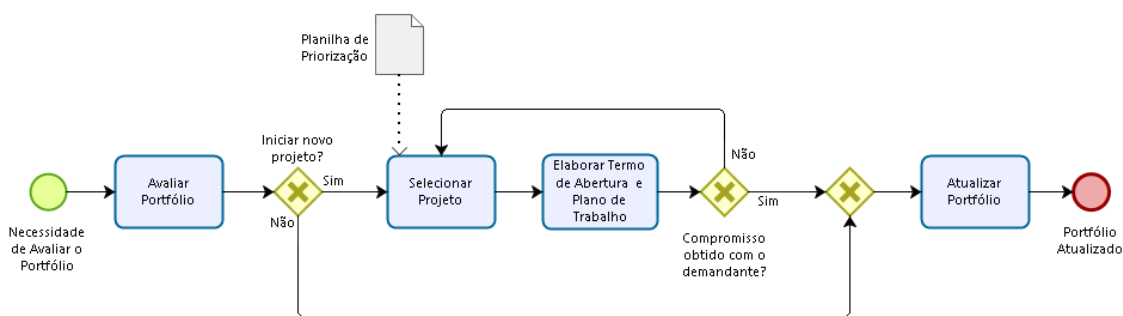 Planilha de
Priorização
Iniciar novo
projeto?
Não
Avaliar
Portfólio
Sim
Selecionar
Projeto
Elaborar Termo
de Abertura e
Plano de
Trabalho
Sim
Atualizar
Portfólio
Não
Necessidade
de Avaliar o
Portfólio
Compromisso
obtido com o
demandante?
Portfólio
Atualizado